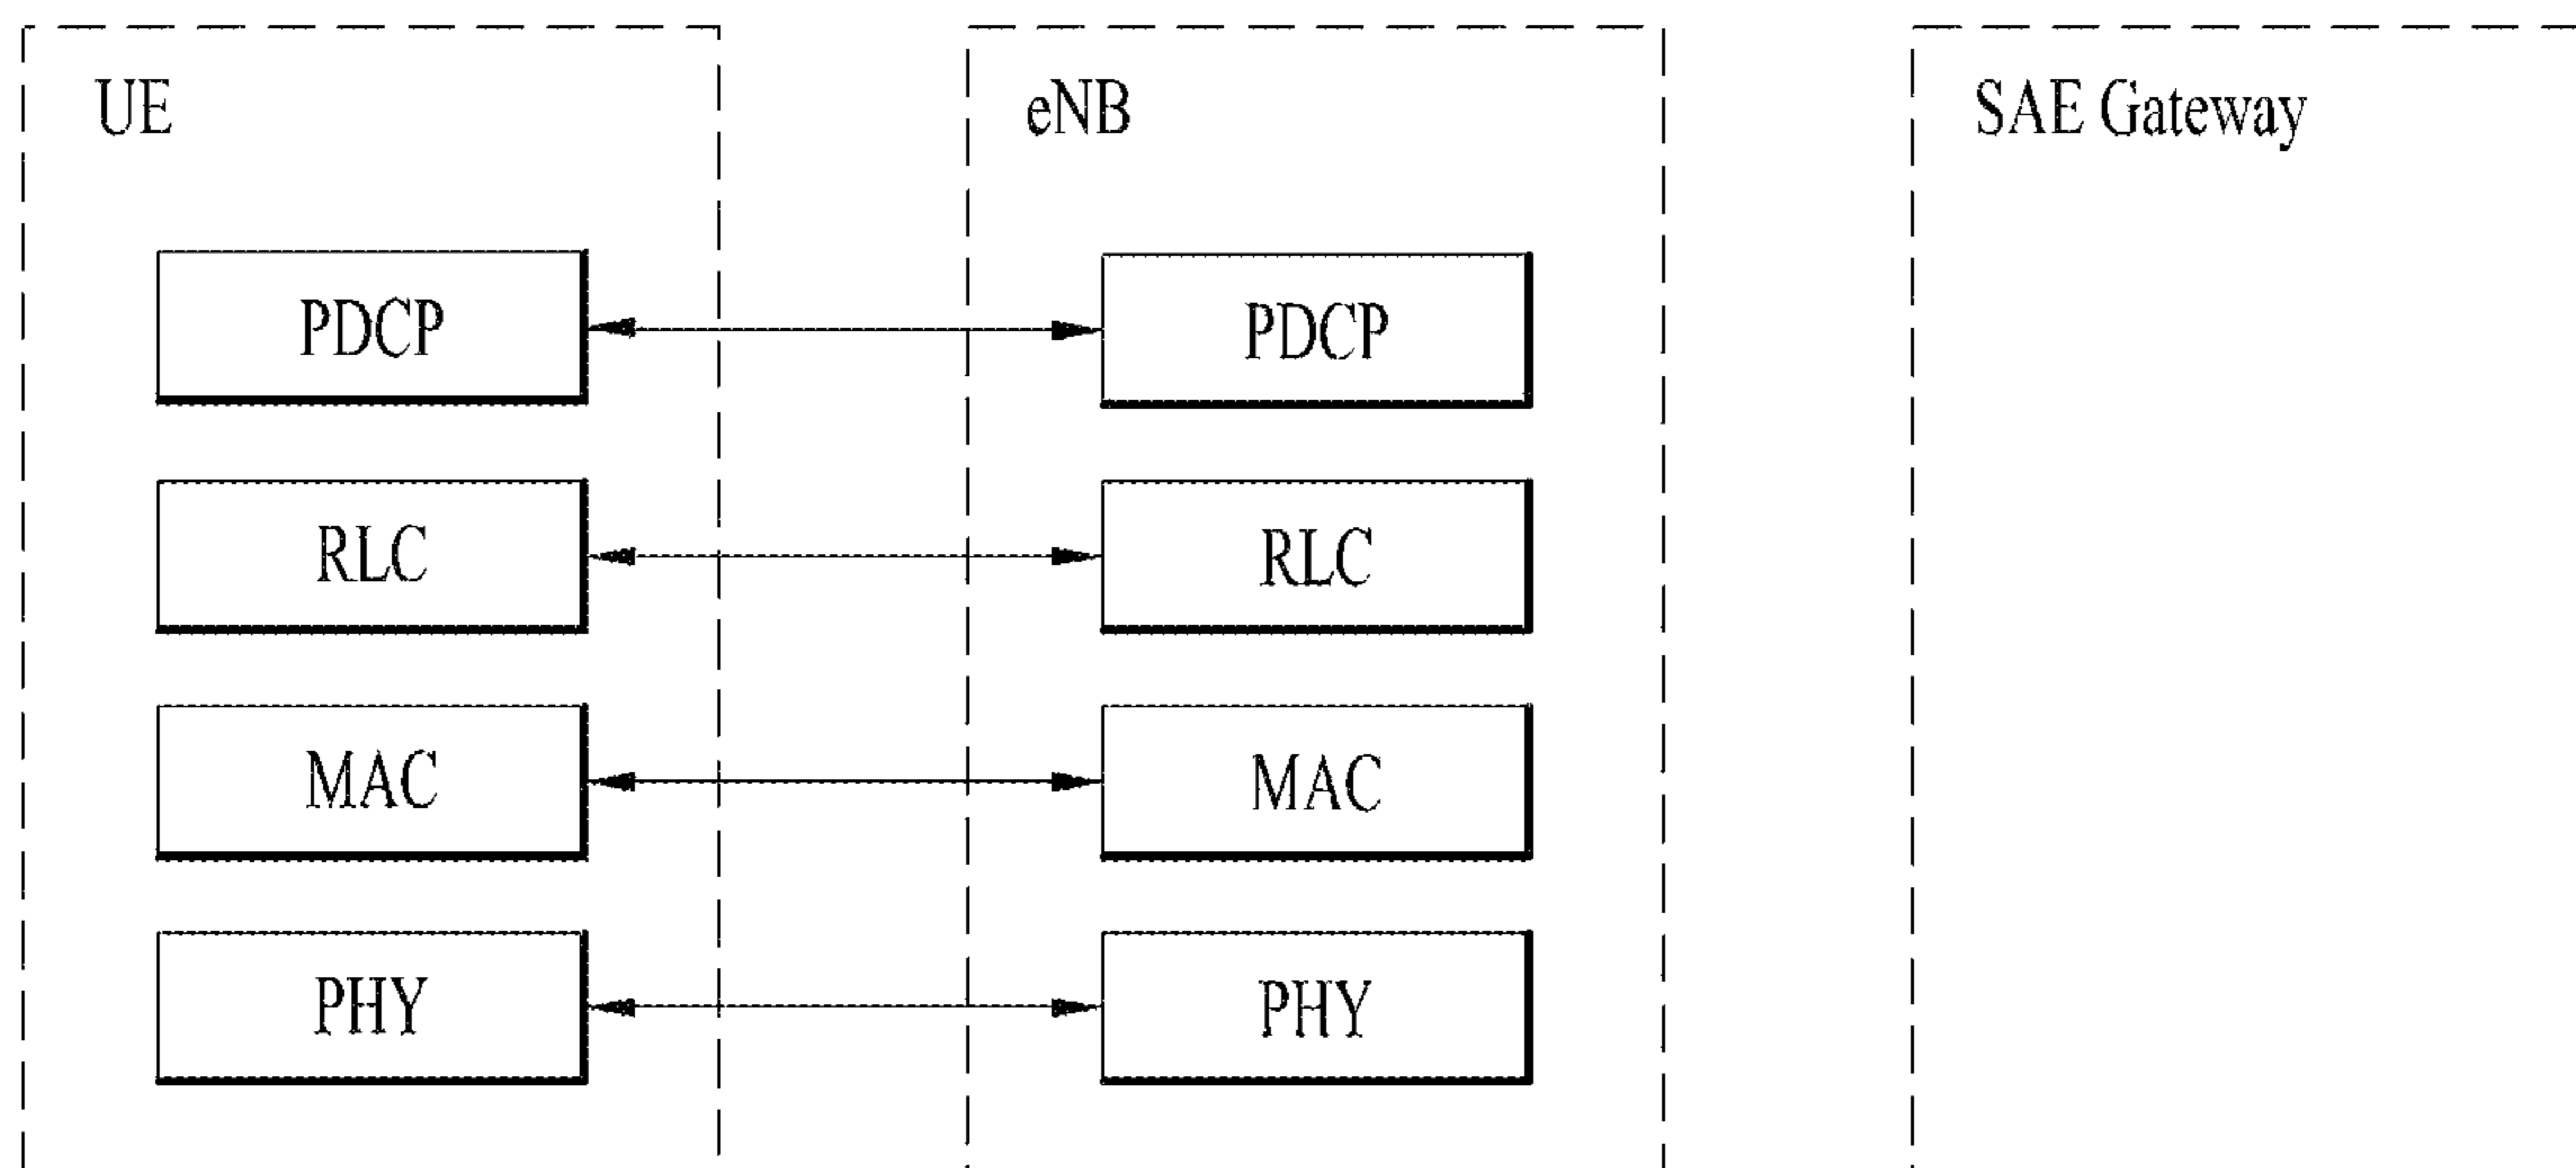 UE
eNB
SAE Gateway
PDCP
PDCP
RLC
RLC
MAC
MAC
PHY
PHY